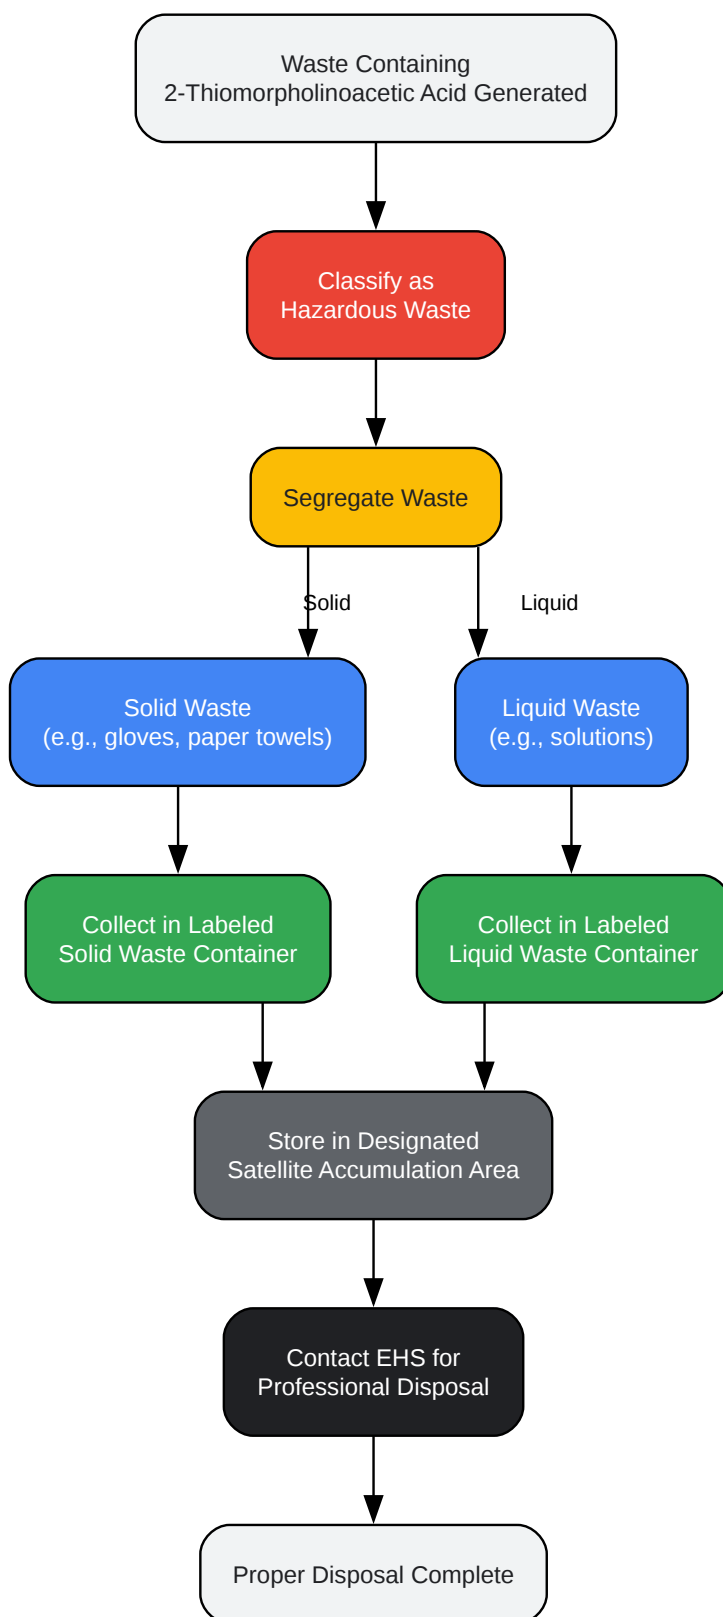 Waste Containing
2-Thiomorpholinoacetic Acid Generated
Classify as
Hazardous Waste
Segregate Waste
Solid
Liquid
Solid Waste
(e.g., gloves, paper towels)
Liquid Waste
(e.g., solutions)
Collect in Labeled
Solid Waste Container
Collect in Labeled
Liquid Waste Container
Store in Designated
Satellite Accumulation Area
Contact EHS for
Professional Disposal
Proper Disposal Complete